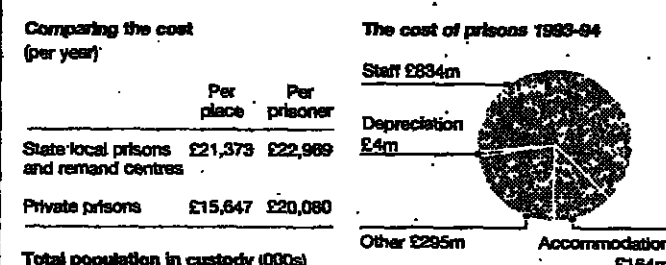 Comparing the cost
(per year)
Per place Per prisoner
State local prisons and remand centres £21,373 £22,969
Private prisons £15,647 £20,080
Total population in custody (000s)
The cost of prisons 1993-94
Staff £834m
Depreciation
£4m
Other £295m
Accommodation
£164m